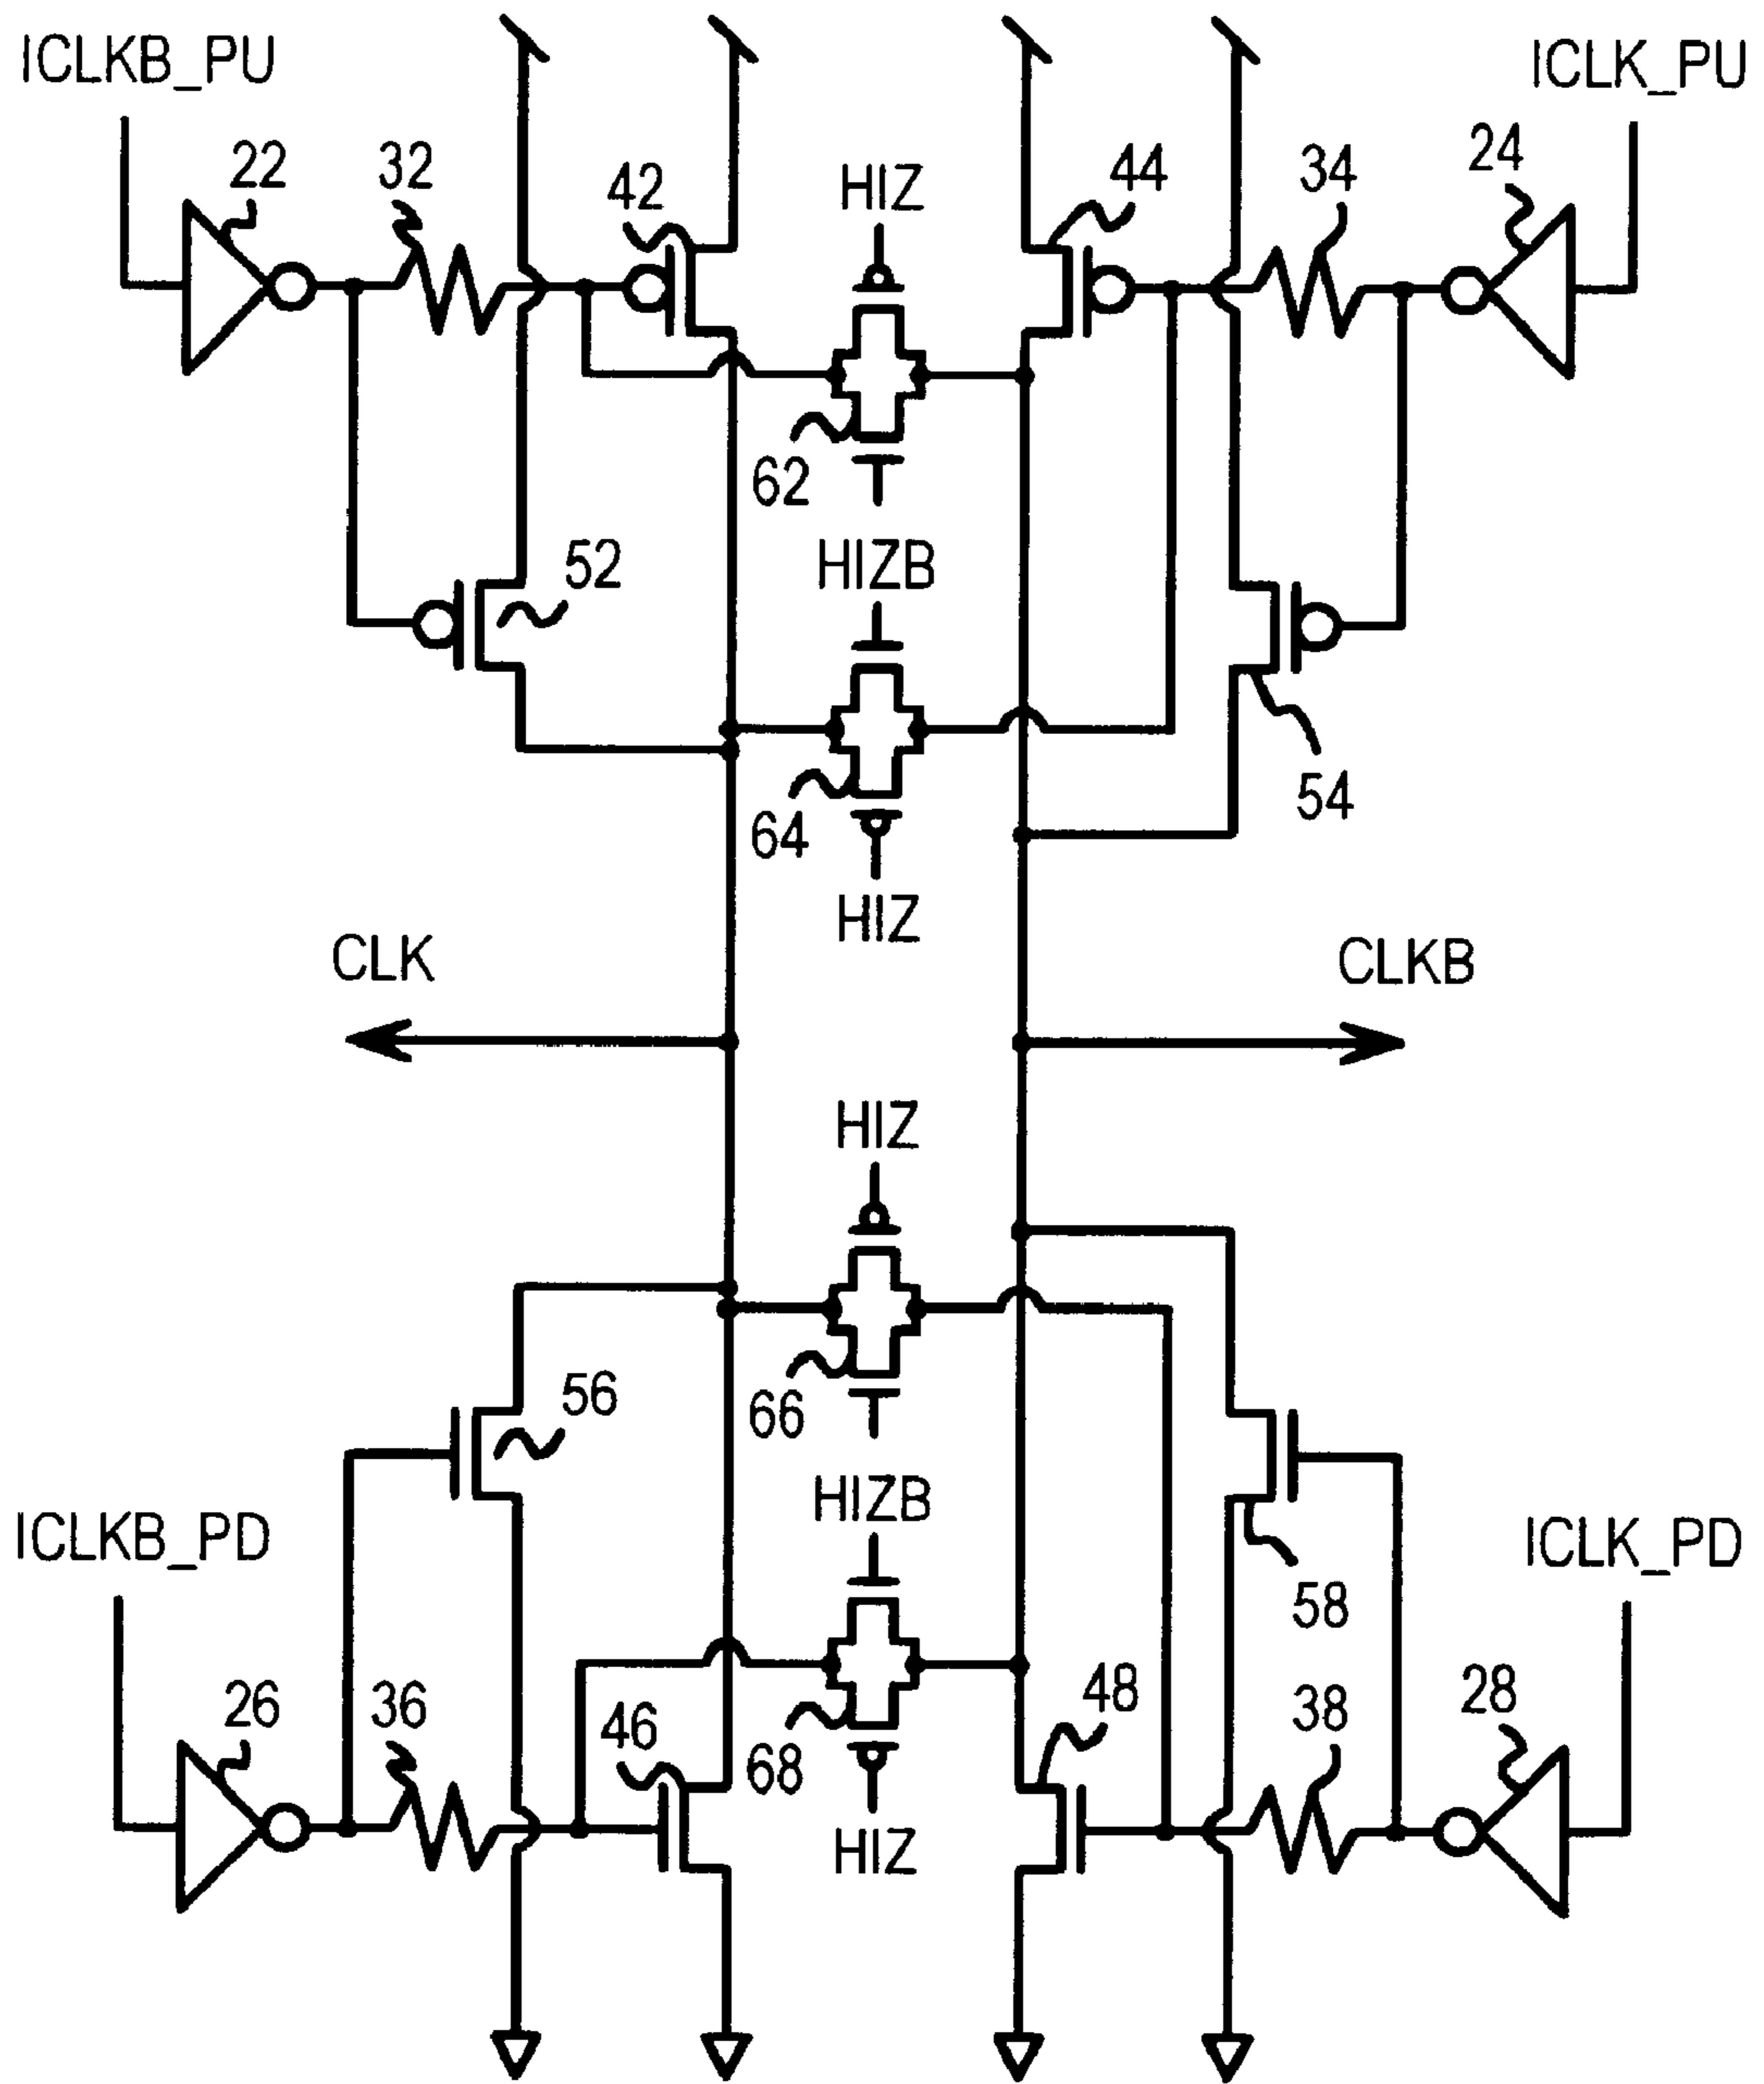 ICLKB_PU
ICLK_PU
22
32
42
HIZ
44
34
24
62
52
HIZB
64
54
HIZ
CLK
CLKB
HIZ
56
66
HIZB
ICLKB_PD
ICLK_PD
58
26
36
46
68
48
38
28
HIZ